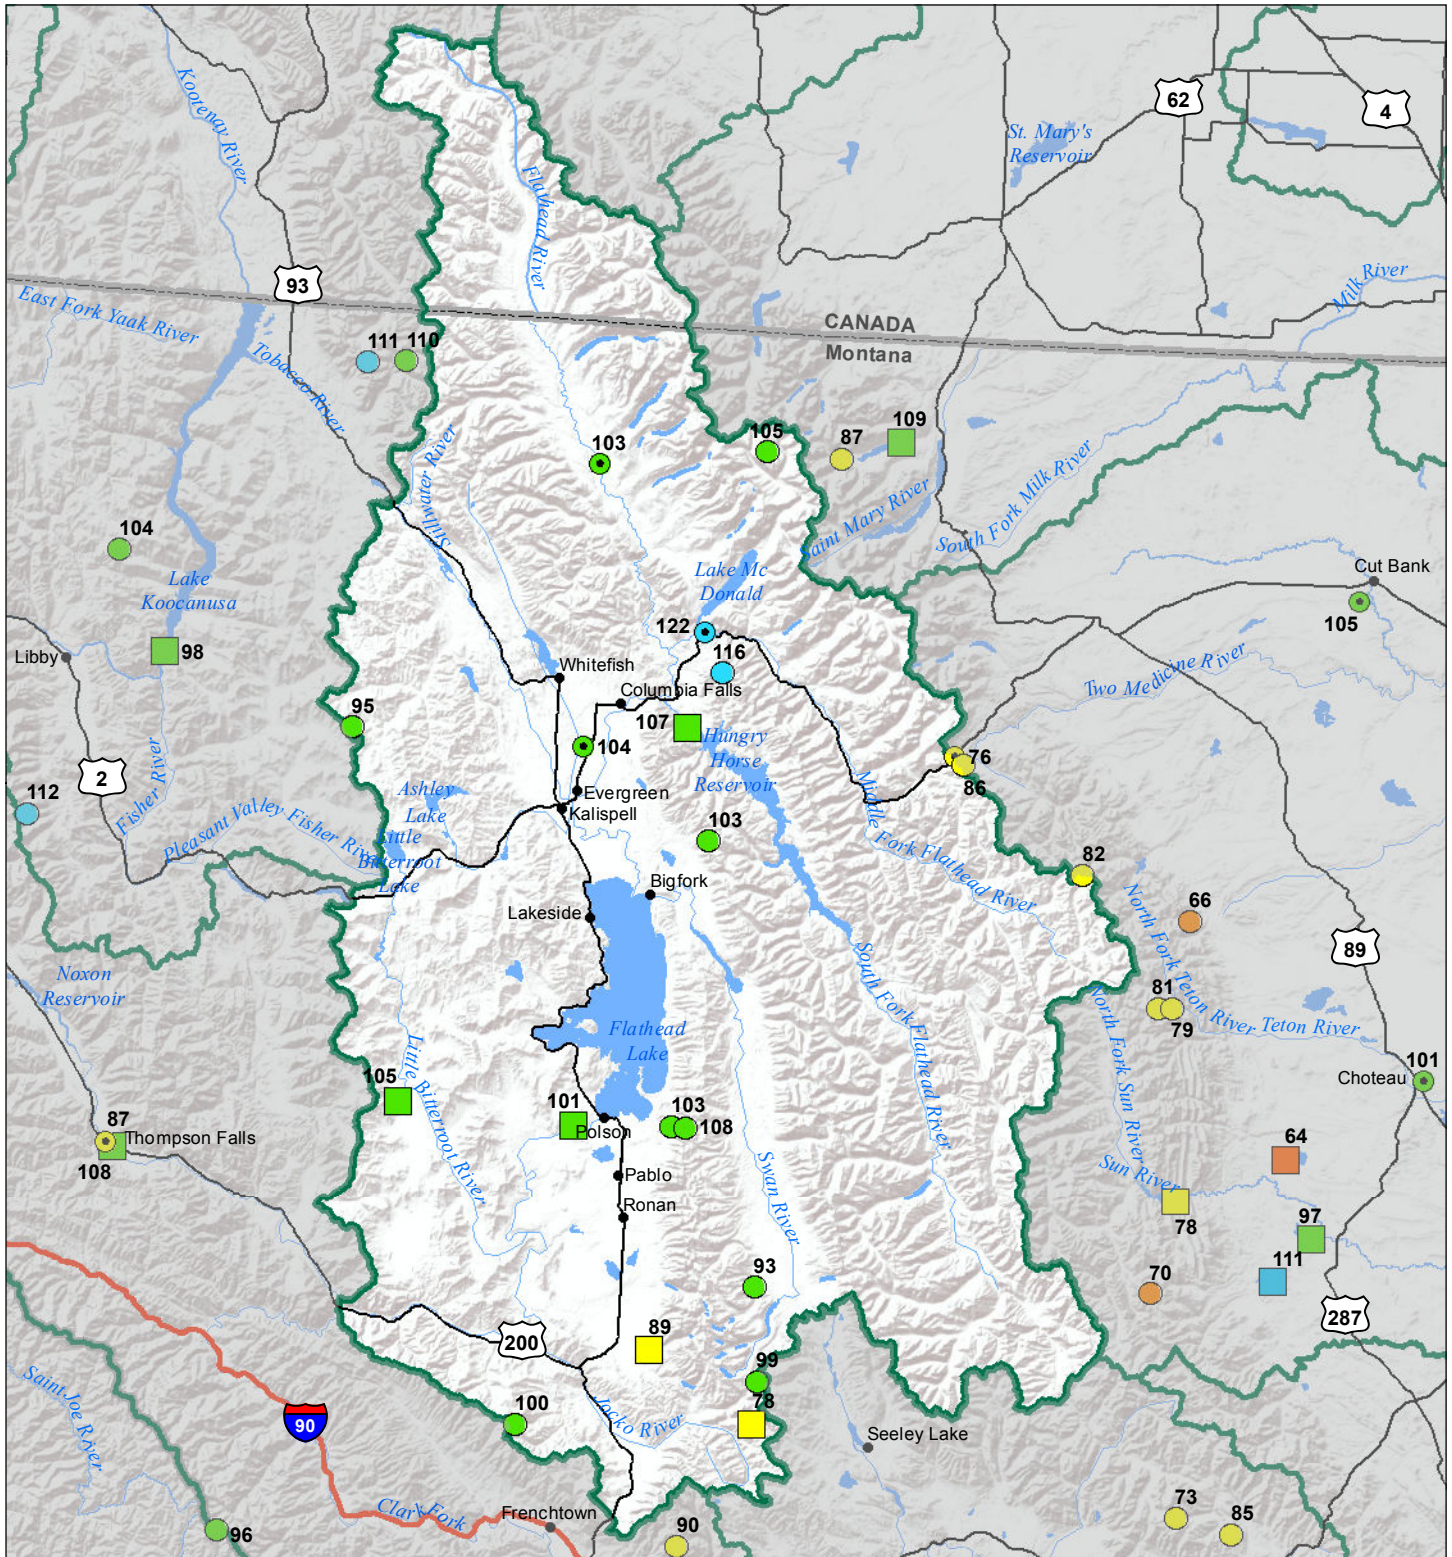 Kootenay River
62
4
St. Mary's
Reservoir
Flathead River
93
East Fork Yaak River
Milk River
CANADA
Montana
111
110
Tobacco River
103
105
87
109
Stillwater River
South Fork Milk River
Saint Mary River
104
Lake
Koocanusa
Lake Mc
Donald
Cut Bank
105
122
116
Libby
98
Whitefish
Columbia Falls
Two Medicine River
95
107
Hungry
Horse
Reservoir
104
76
86
2
112
Fisher River
Ashley
Lake
Evergreen
Kalispell
Pleasant Valley Fisher River
Little
Bitterroot
Lake
103
Middle Fork Flathead River
82
Bigfork
Lakeside
66
North Fork Teton River
89
Noxon
Reservoir
South Fork Flathead River
81
79
North Fork Sun River
Teton River
Flathead
Lake
Little Bitterroot River
101
Choteau
105
101
Polson
103
108
87
Thompson Falls
108
Swan River
64
Pablo
Sun River
78
Ronan
97
93
70
111
200
89
287
99
78
Saint Joe River
90
100
Jocko River
Seeley Lake
Clark Fork
Frenchtown
96
90
73
85